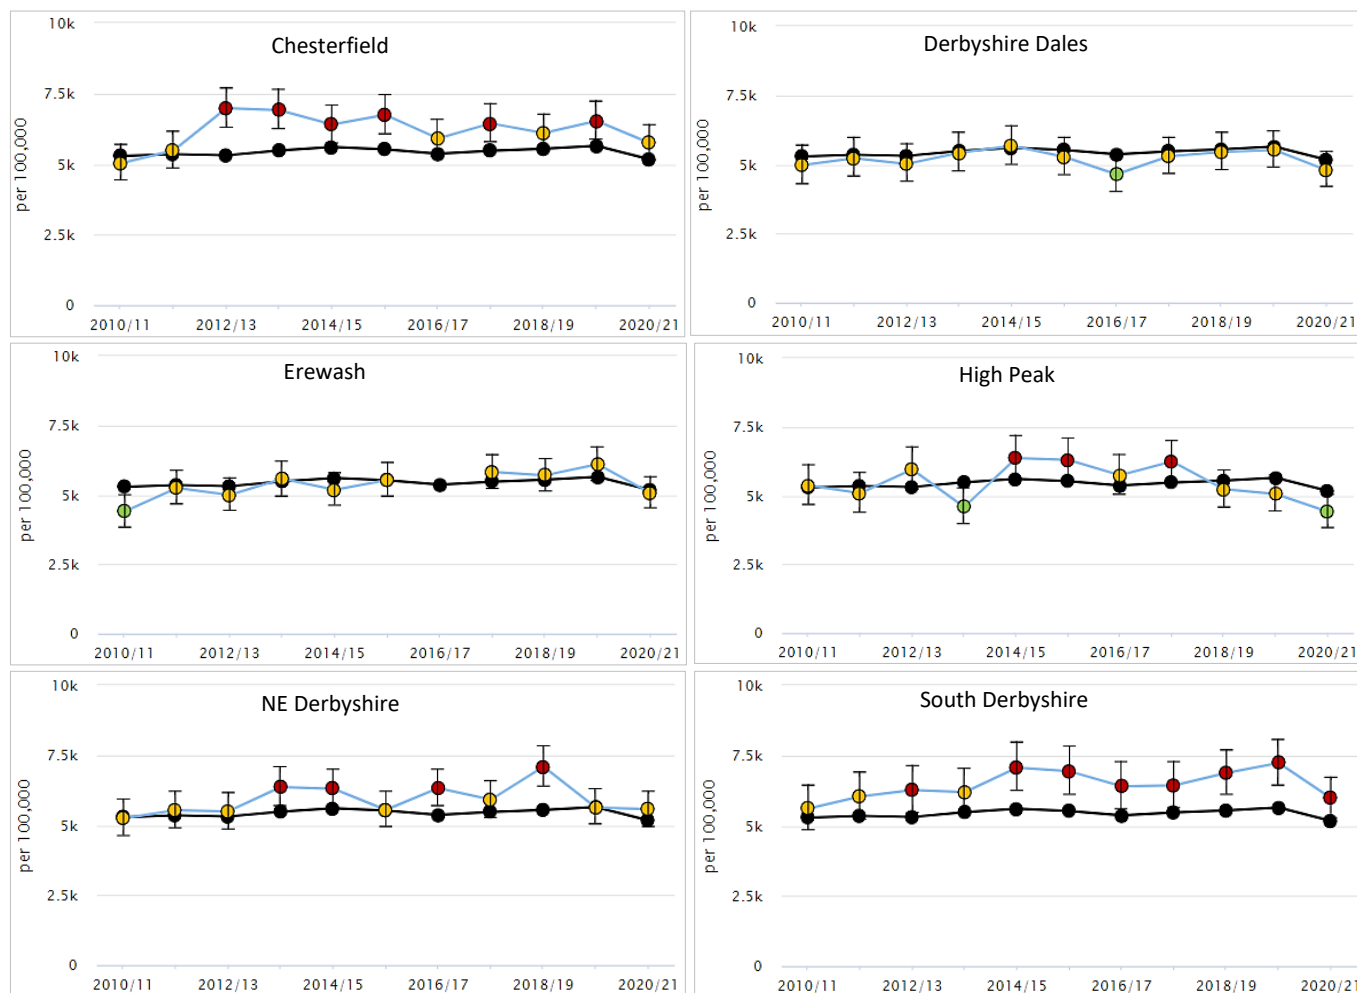 Chesterfield
10k
7.5k
5k
2.5k
0
per 100,000
2010/11 2012/13 2014/15 2016/17 2018/19 2020/21
Derbyshire Dales
10k
7.5k
5k
2.5k
0
per 100,000
2010/11 2012/13 2014/15 2016/17 2018/19 2020/21
Erewash
10k
7.5k
5k
2.5k
0
per 100,000
2010/11 2012/13 2014/15 2016/17 2018/19 2020/21
High Peak
10k
7.5k
5k
2.5k
0
per 100,000
2010/11 2012/13 2014/15 2016/17 2018/19 2020/21
NE Derbyshire
10k
7.5k
5k
2.5k
0
per 100,000
2010/11 2012/13 2014/15 2016/17 2018/19 2020/21
South Derbyshire
10k
7.5k
5k
2.5k
0
per 100,000
2010/11 2012/13 2014/15 2016/17 2018/19 2020/21